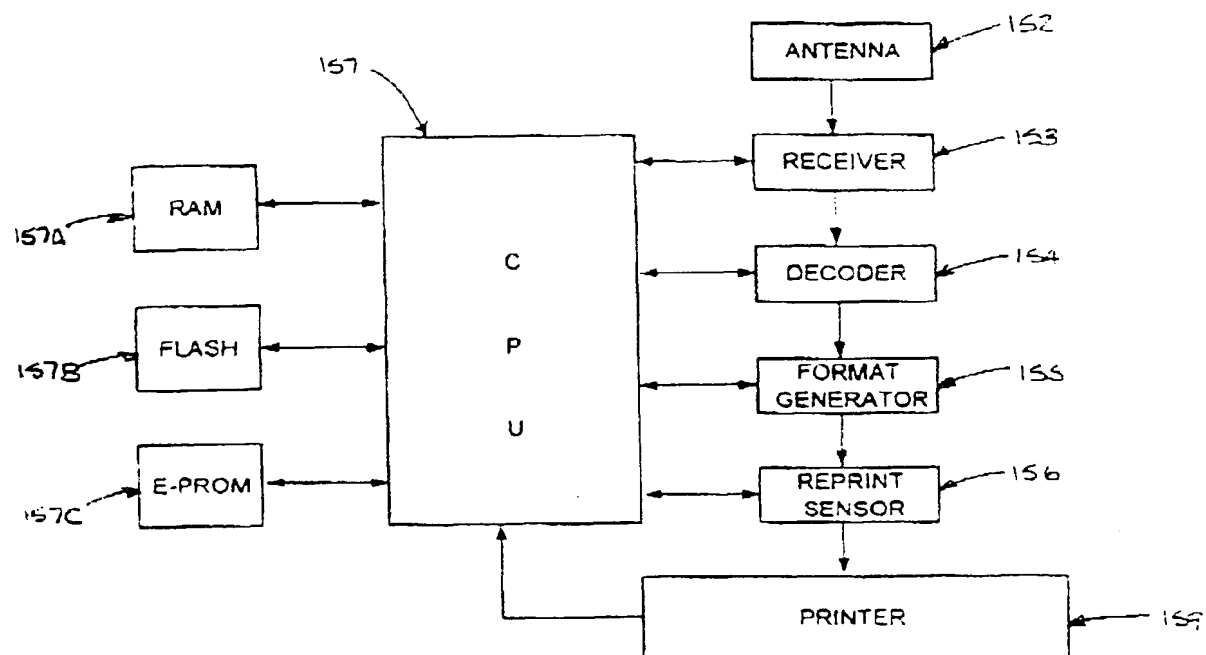 152
ANTENNA
157
153
RECEIVER
RAM
157A
154
DECODER
C
P
U
FLASH
157B
155
FORMAT
GENERATOR
E-PROM
157C
156
REPRINT
SENSOR
PRINTER
159